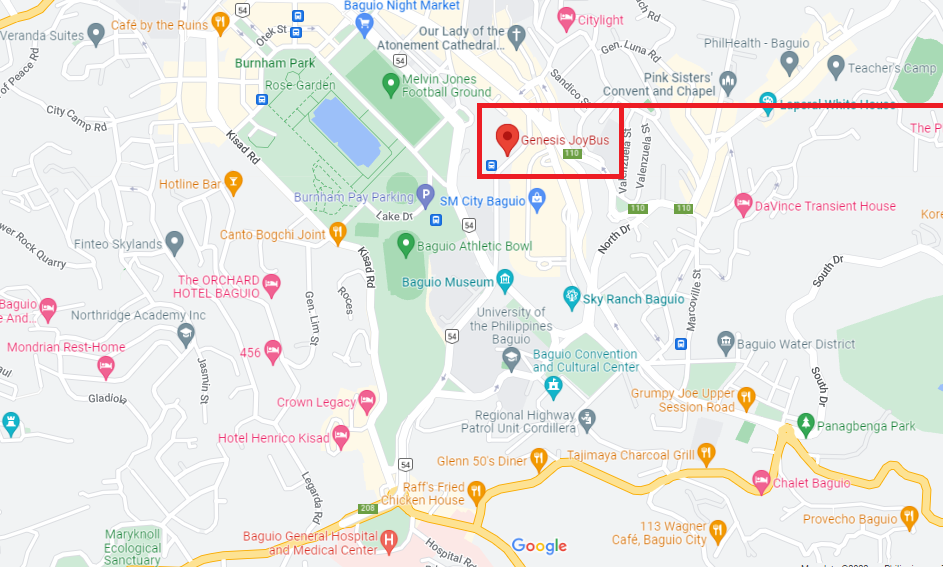 54
Baguio Night Market
Citylight
Café by the Ruins
Veranda Suites
Otek St
Our Lady of the
Atonement Cathedral...
Gen. Luna Rd
PhilHealth - Baguio
of Peace Rd
Burnham Park
54
Teacher's Camp
Rose Garden
Melvin Jones
Football Ground
Sandico St
Pink Sisters'
Convent and Chapel
City Camp Rd
Laperal White House
Kisad Rd
Genesis JoyBus
110
The P
Valenzuela St
Valenzuela St
Hotline Bar
Burnham Pay Parking
P
SM City Baguio
110
110
DaVince Transient House
Lake Dr
54
Kore
Finteo Skylands
Canto Bogchi Joint
Baguio Athletic Bowl
North Dr
South Dr
ower Rock Quarry
Kisad Rd
The ORCHARD
HOTEL BAGUIO
Baguio Museum
Marcoville St
Baguio
e And...
Gen. Lim St
Roces
Sky Ranch Baguio
Northridge Academy Inc
University of
the Philippines
Baguio
54
Mondrian Rest-Home
456
Baguio Convention
and Cultural Center
Baguio Water District
Jasmin St
South Dr
Gladiole
Crown Legacy
Grumpy Joe Upper
Session Road
Regional Highway
Patrol Unit Cordillera
Panagbenga Park
Hotel Henrico Kisad
54
Glenn 50's Diner
Tajimaya Charcoal Grill
Legarda Rd
Raff's Fried
Chicken House
Chalet Baguio
208
Provecho Baguio
Maryknoll
Ecological
Sanctuary
Baguio General Hospital
and Medical Center
Hospital Rd
Google
113 Wagner
Café, Baguio City